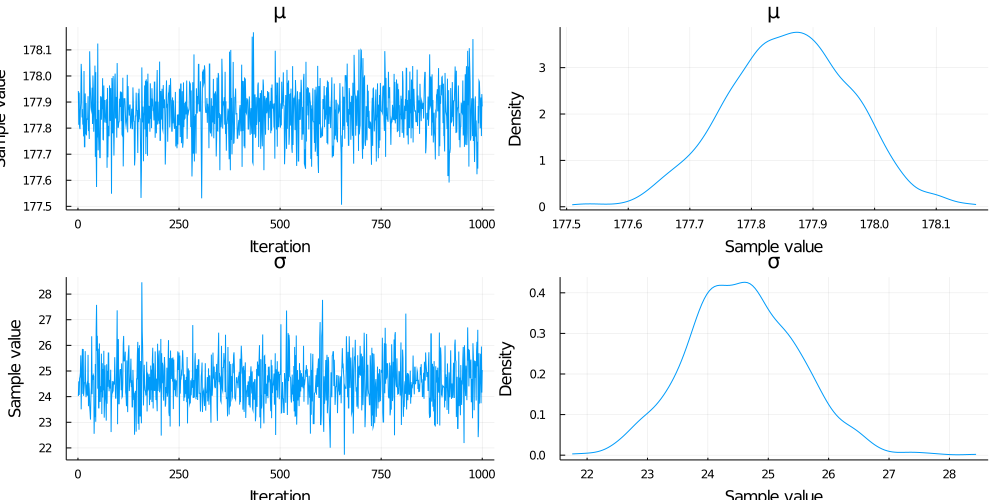 μ
178.1
178.0
177.9
177.8
177.7
177.6
177.5
Sample value
0 250 500 750 1000
Iteration
μ
3
2
1
0
Density
177.5 177.6 177.7 177.8 177.9 178.0 178.1
Sample value
σ
28
27
26
25
24
23
22
Sample value
0 250 500 750 1000
Iteration
σ
0.4
0.3
0.2
0.1
0.0
Density
22 23 24 25 26 27 28
Sample value